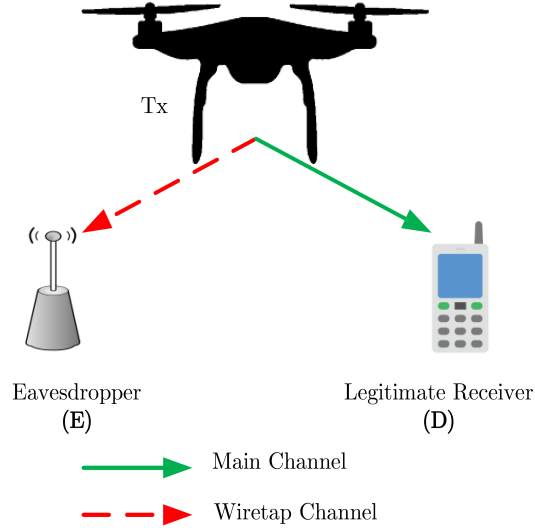 Tx
Eavesdropper
(E)
Legitimate Receiver
(D)
Main Channel
Wiretap Channel